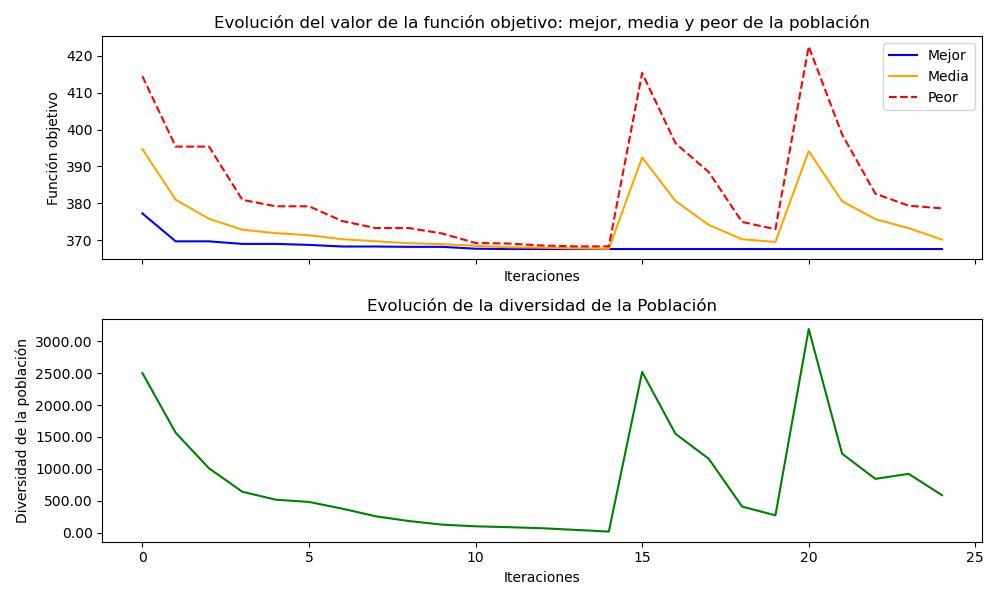 Evolución del valor de la función objetivo: mejor, media y peor de la población
Función objetivo
420
410
400
390
380
370
Mejor
Media
Peor
Iteraciones
Evolución de la diversidad de la Población
Diversidad de la población
3000.00
2500.00
2000.00
1500.00
1000.00
500.00
0.00
0
5
10
15
20
25
Iteraciones